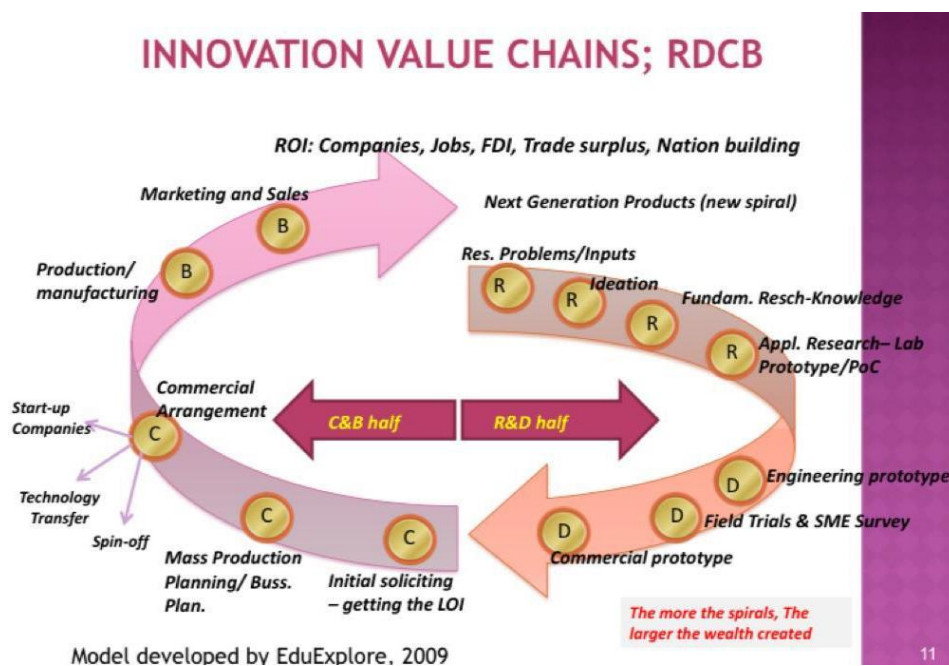 INNOVATION VALUE CHAINS; RDCB
ROI: Companies, Jobs, FDI, Trade surplus, Nation building
Marketing and Sales
B
Next Generation Products (new spiral)
Production/
manufacturing
B
Res. Problems/Inputs
R
R
Ideation
R
Fundam. Resch-Knowledge
R
Appl. Research– Lab
Prototype/PoC
Commercial
Arrangement
C
Start-up
Companies
Technology
Transfer
Spin-off
C&B half
R&D half
D
Engineering prototype
D
Field Trials & SME Survey
D
Commercial prototype
C
Mass Production
Planning/ Buss.
Plan.
C
Initial soliciting
– getting the LOI
The more the spirals, The
larger the wealth created
Model developed by EduExplore, 2009
11